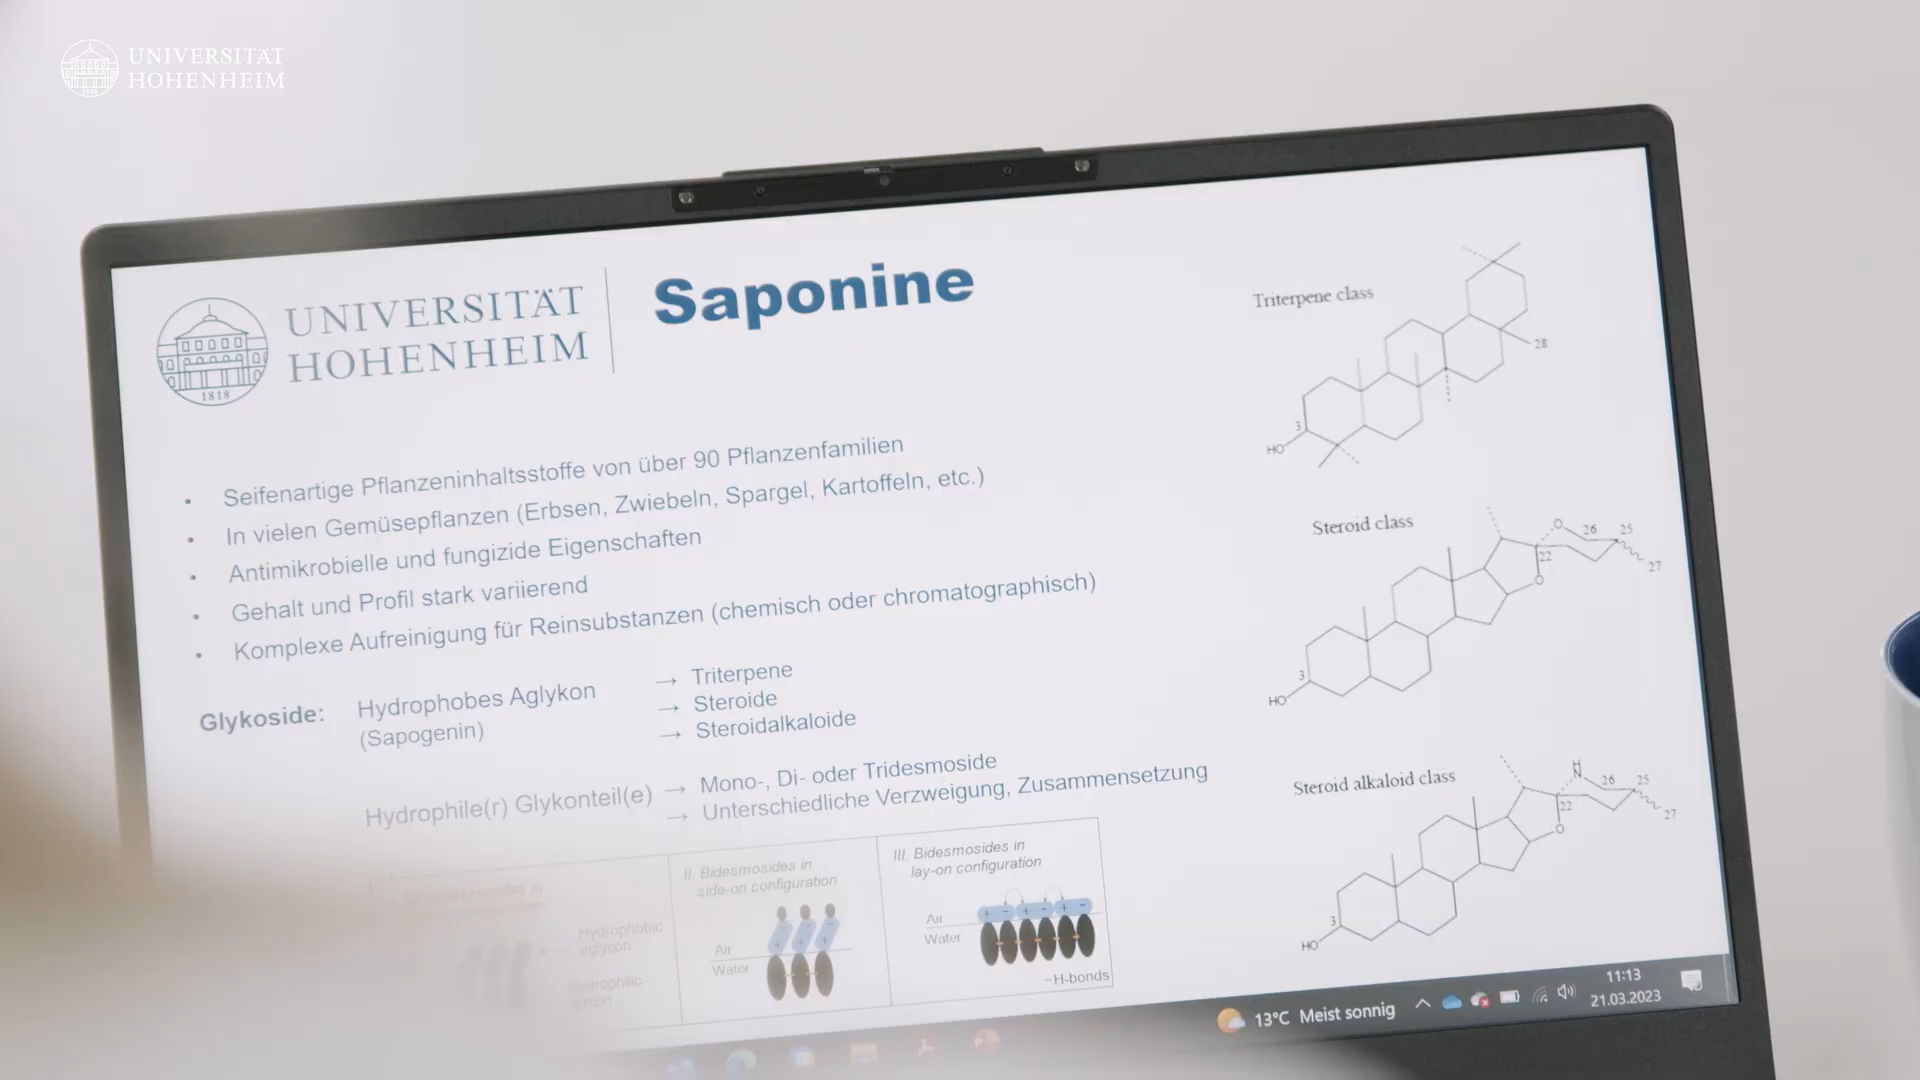 UNIVERSITÄT
HOHENHEIM
UNIVERSITÄT
HOHENHEIM
1818
Saponine
• Seifenartige Pflanzeninhaltsstoffe von über 90 Pflanzenfamilien
• In vielen Gemüsepflanzen (Erbsen, Zwiebeln, Spargel, Kartoffeln, etc.)
• Antimikrobielle und fungizide Eigenschaften
• Gehalt und Profil stark variierend
• Komplexe Aufreinigung für Reinsubstanzen (chemisch oder chromatographisch)
Glykoside:
Hydrophobes Aglykon
(Sapogenin)
→ Triterpene
→ Steroide
→ Steroidalkaloide
Hydrophile(r) Glykonteil(e)
→ Mono-, Di- oder Tridesmoside
→ Unterschiedliche Verzweigung, Zusammensetzung
Hydrophobic
aglycon
Hydrophilic
II. Bidesmosides in
side-on configuration
Air
Water
III. Bidesmosides in
lay-on configuration
Air
Water
H-bonds
Triterpene class
28
3
HO
Steroid class
O
26
25
22
27
O
3
HO
Steroid alkaloid class
H
N
26
25
22
27
O
3
HO
13°C Meist sonnig
11:13
21.03.2023